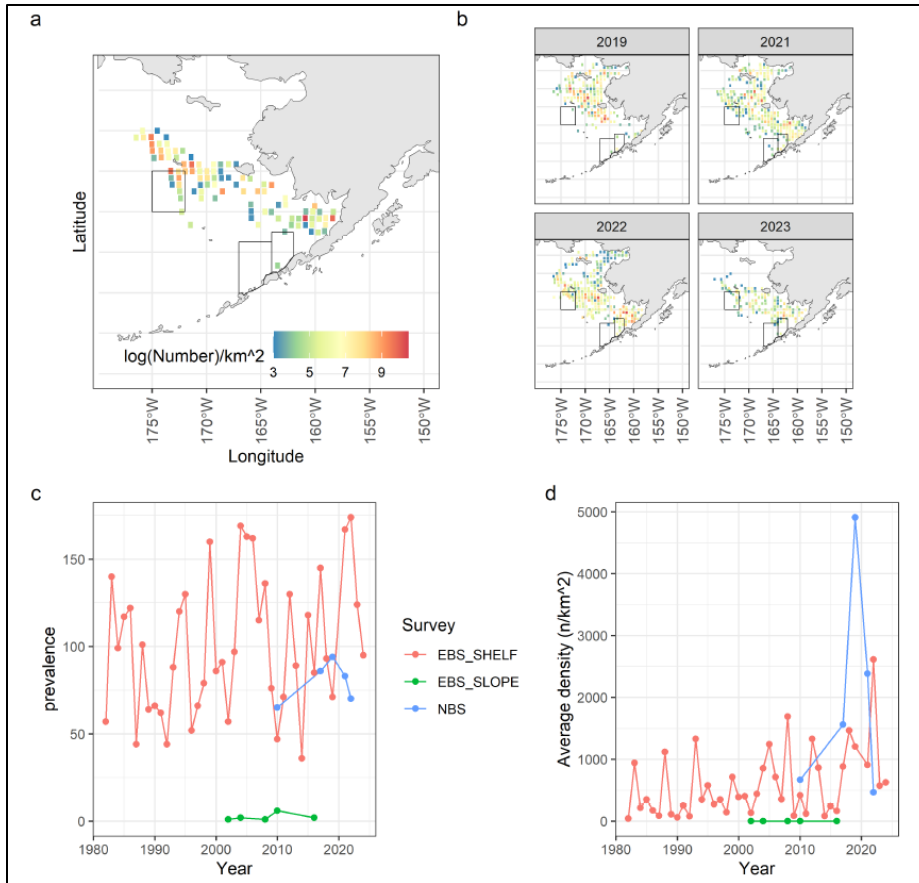 a
Latitude
log(Number)/km^2
3 5 7 9
175°W 170°W 165°W 160°W 155°W 150°W
Longitude
b
2019 2021
2022 2023
175°W 170°W 165°W 160°W 155°W 150°W 175°W 170°W 165°W 160°W 155°W 150°W
c
prevalence
150
100
50
0
1980 1990 2000 2010 2020
Year
Survey
EBS_SHELF
EBS_SLOPE
NBS
d
Average density (n/km^2)
5000
4000
3000
2000
1000
0
1980 1990 2000 2010 2020
Year